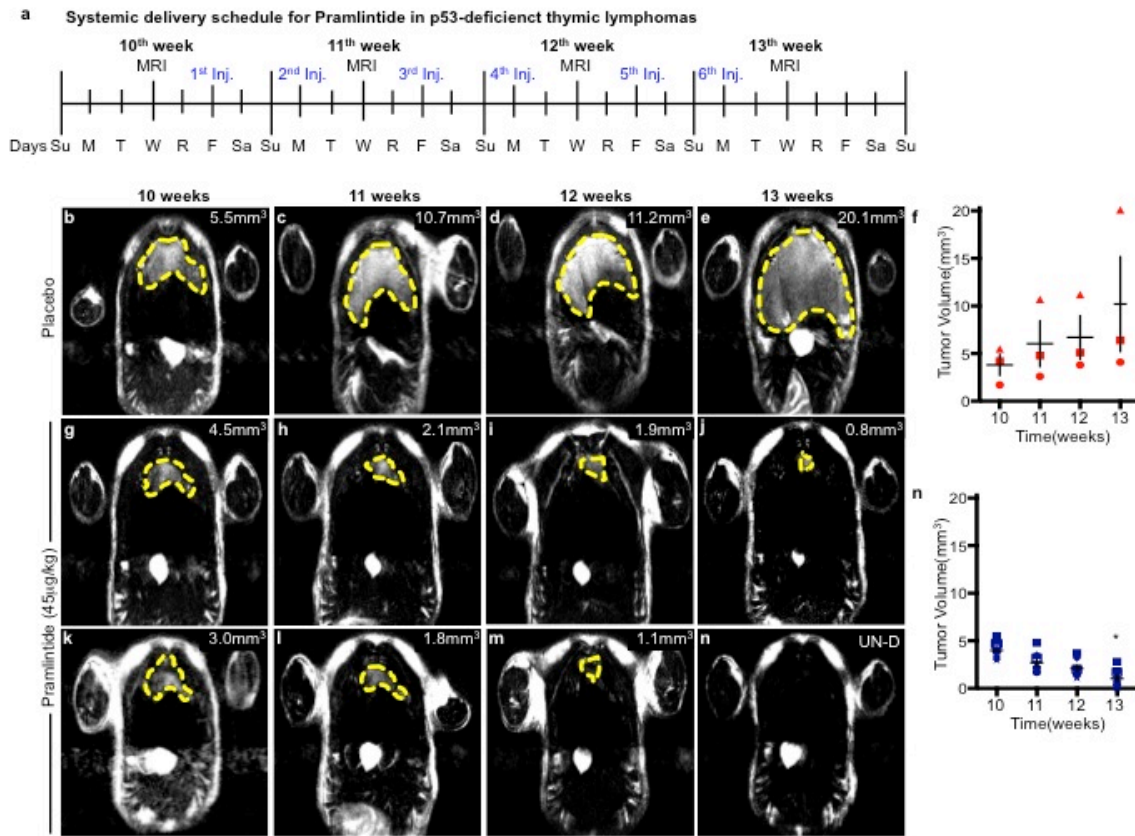 a Systemic delivery schedule for Pramlintide in p53-deficienct thymic lymphomas
10th week 11th week 12th week 13th week
MRI MRI MRI MRI
1st Inj. 2nd Inj. 3rd Inj. 4th Inj. 5th Inj. 6th Inj.
Days Su M T W R F Sa Su M T W R F Sa Su M T W R F Sa Su M T W R F Sa Su
10 weeks 11 weeks 12 weeks 13 weeks
b 5.5mm³ c 10.7mm³ d 11.2mm³ e 20.1mm³
Placebo
f
20
15
10
5
0
Tumor Volume(mm³)
10 11 12 13
Time(weeks)
g 4.5mm³ h 2.1mm³ i 1.9mm³ j 0.8mm³
Pramlintide (45µg/kg)
k 3.0mm³ l 1.8mm³ m 1.1mm³ n UN-D
n
20
15
10
5
0
Tumor Volume(mm³)
*
10 11 12 13
Time(weeks)